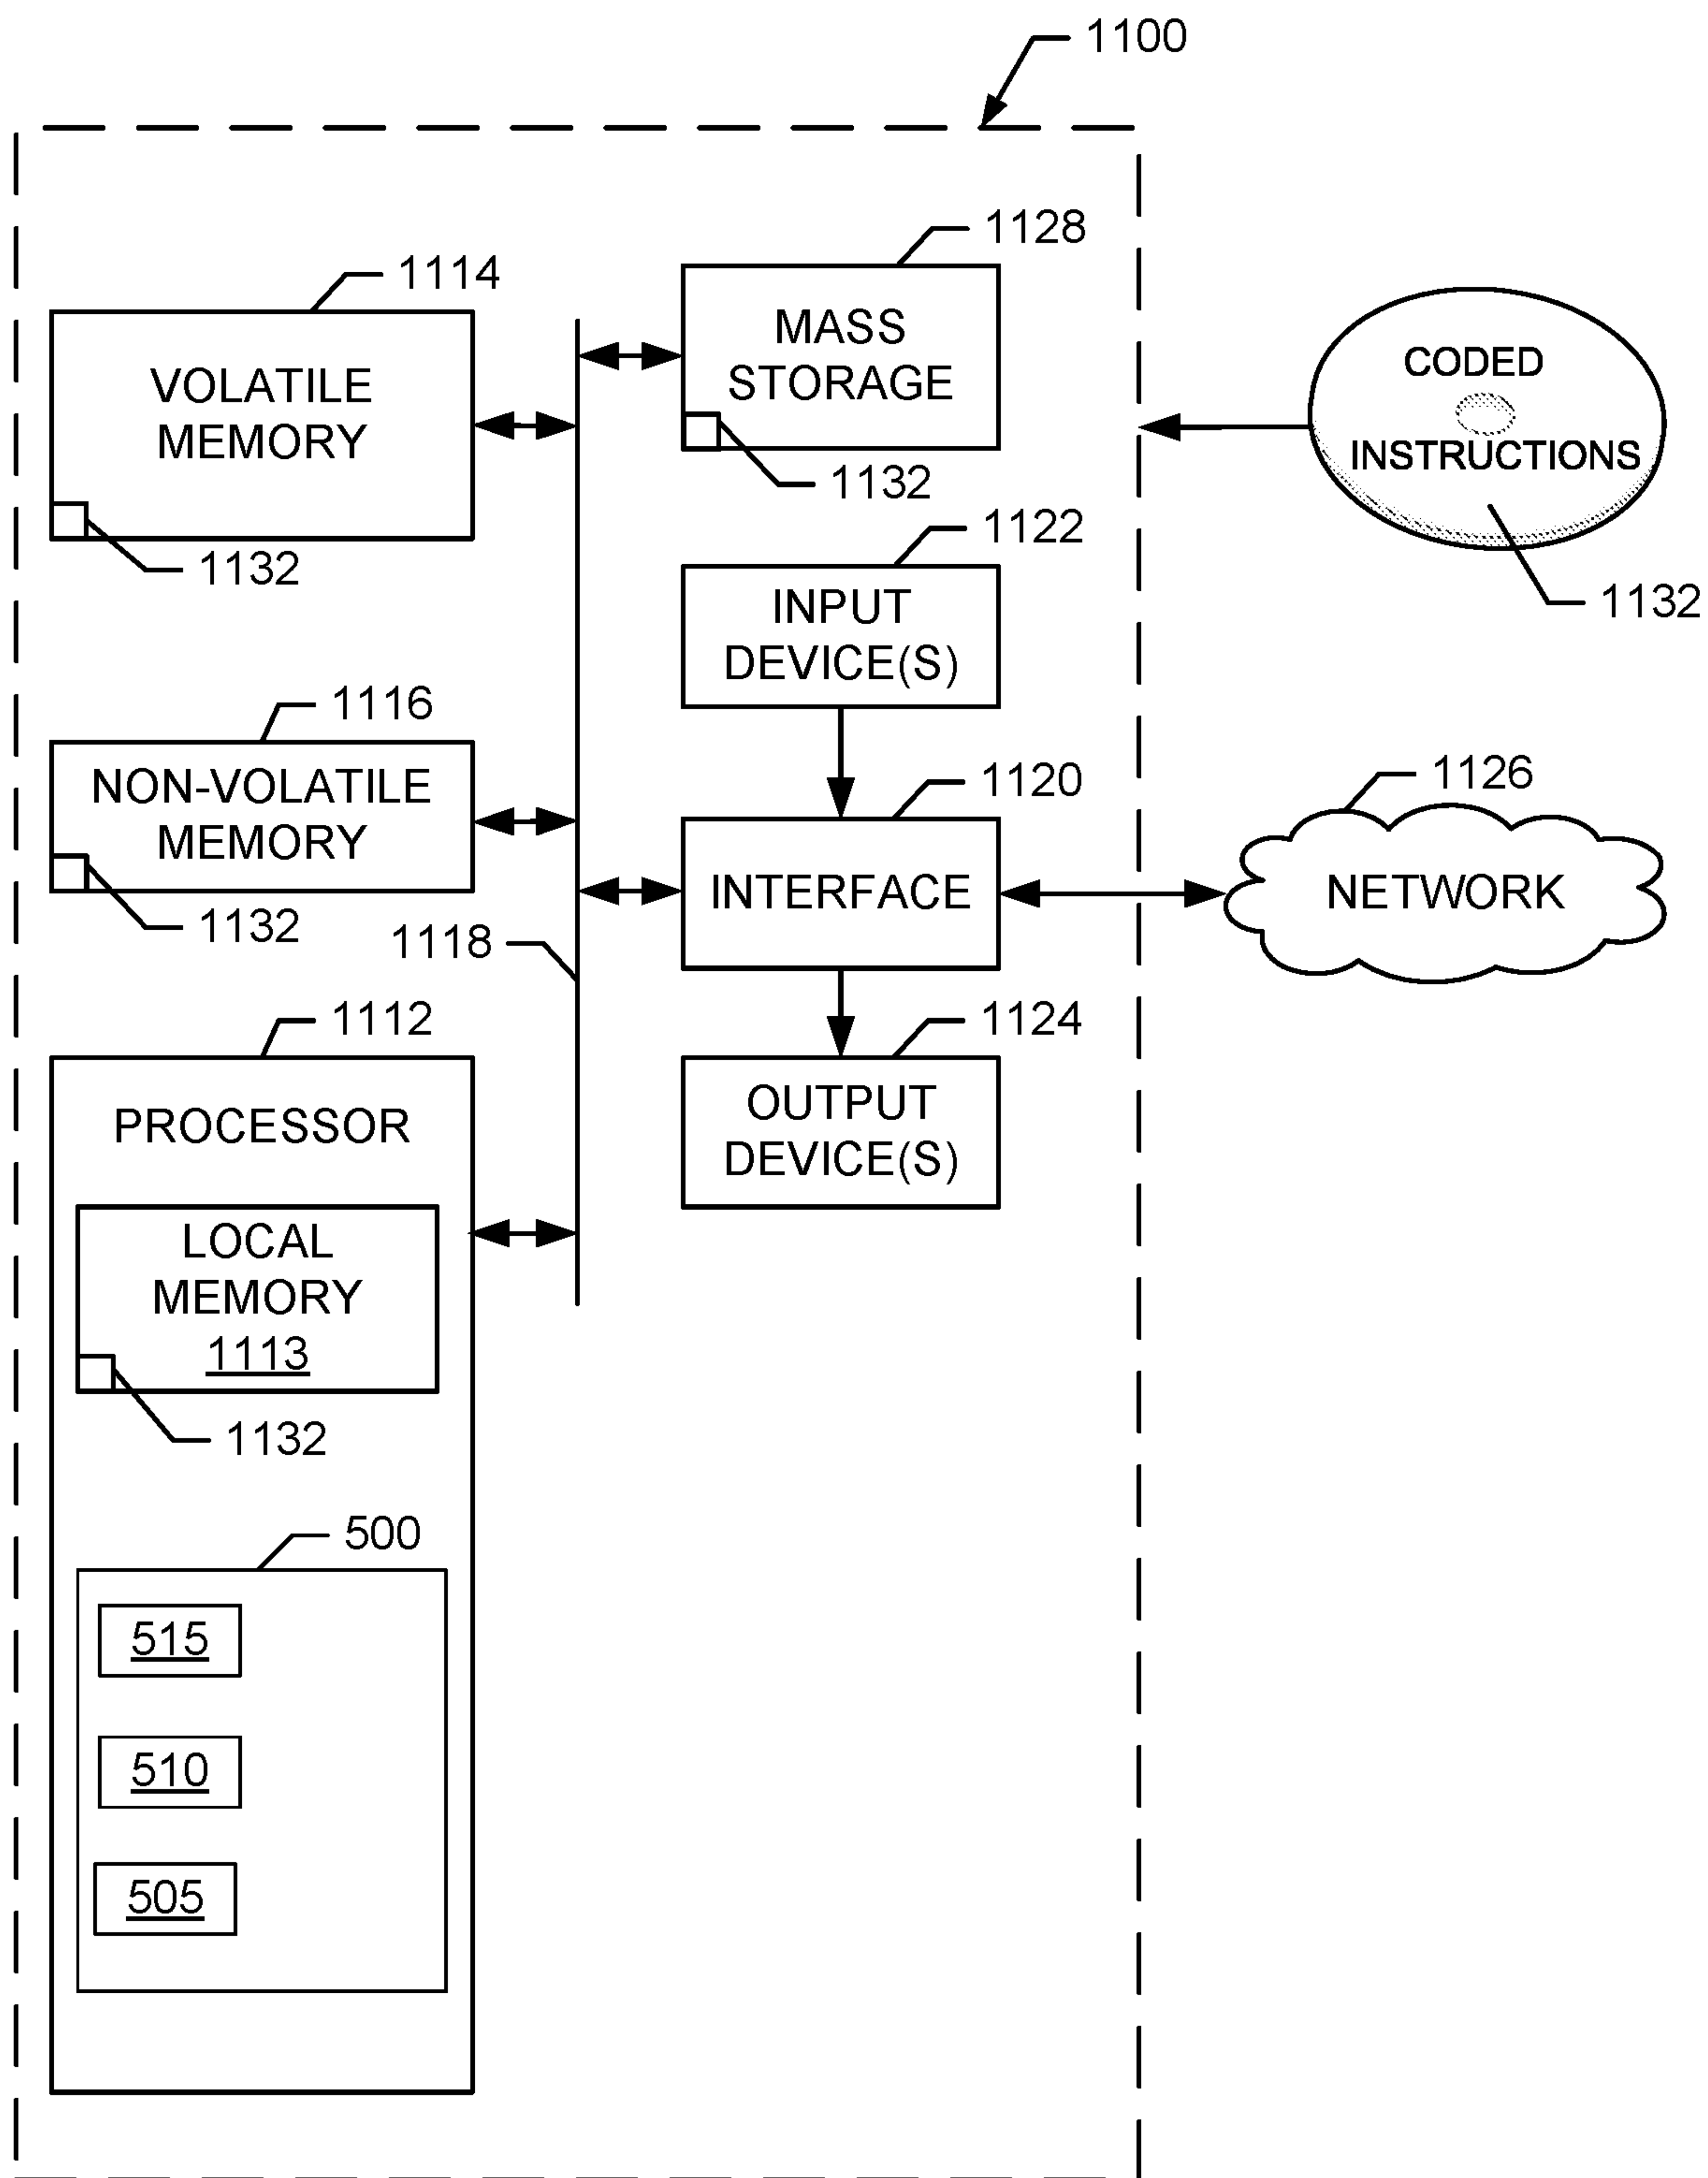 1100
1128
1114
MASS
STORAGE
VOLATILE
MEMORY
CODED
INSTRUCTIONS
1132
1132
1132
1122
INPUT
DEVICE(S)
1116
NON-VOLATILE
MEMORY
1132
1120
INTERFACE
1126
NETWORK
1118
1112
PROCESSOR
1124
OUTPUT
DEVICE(S)
LOCAL
MEMORY
1113
1132
500
515
510
505